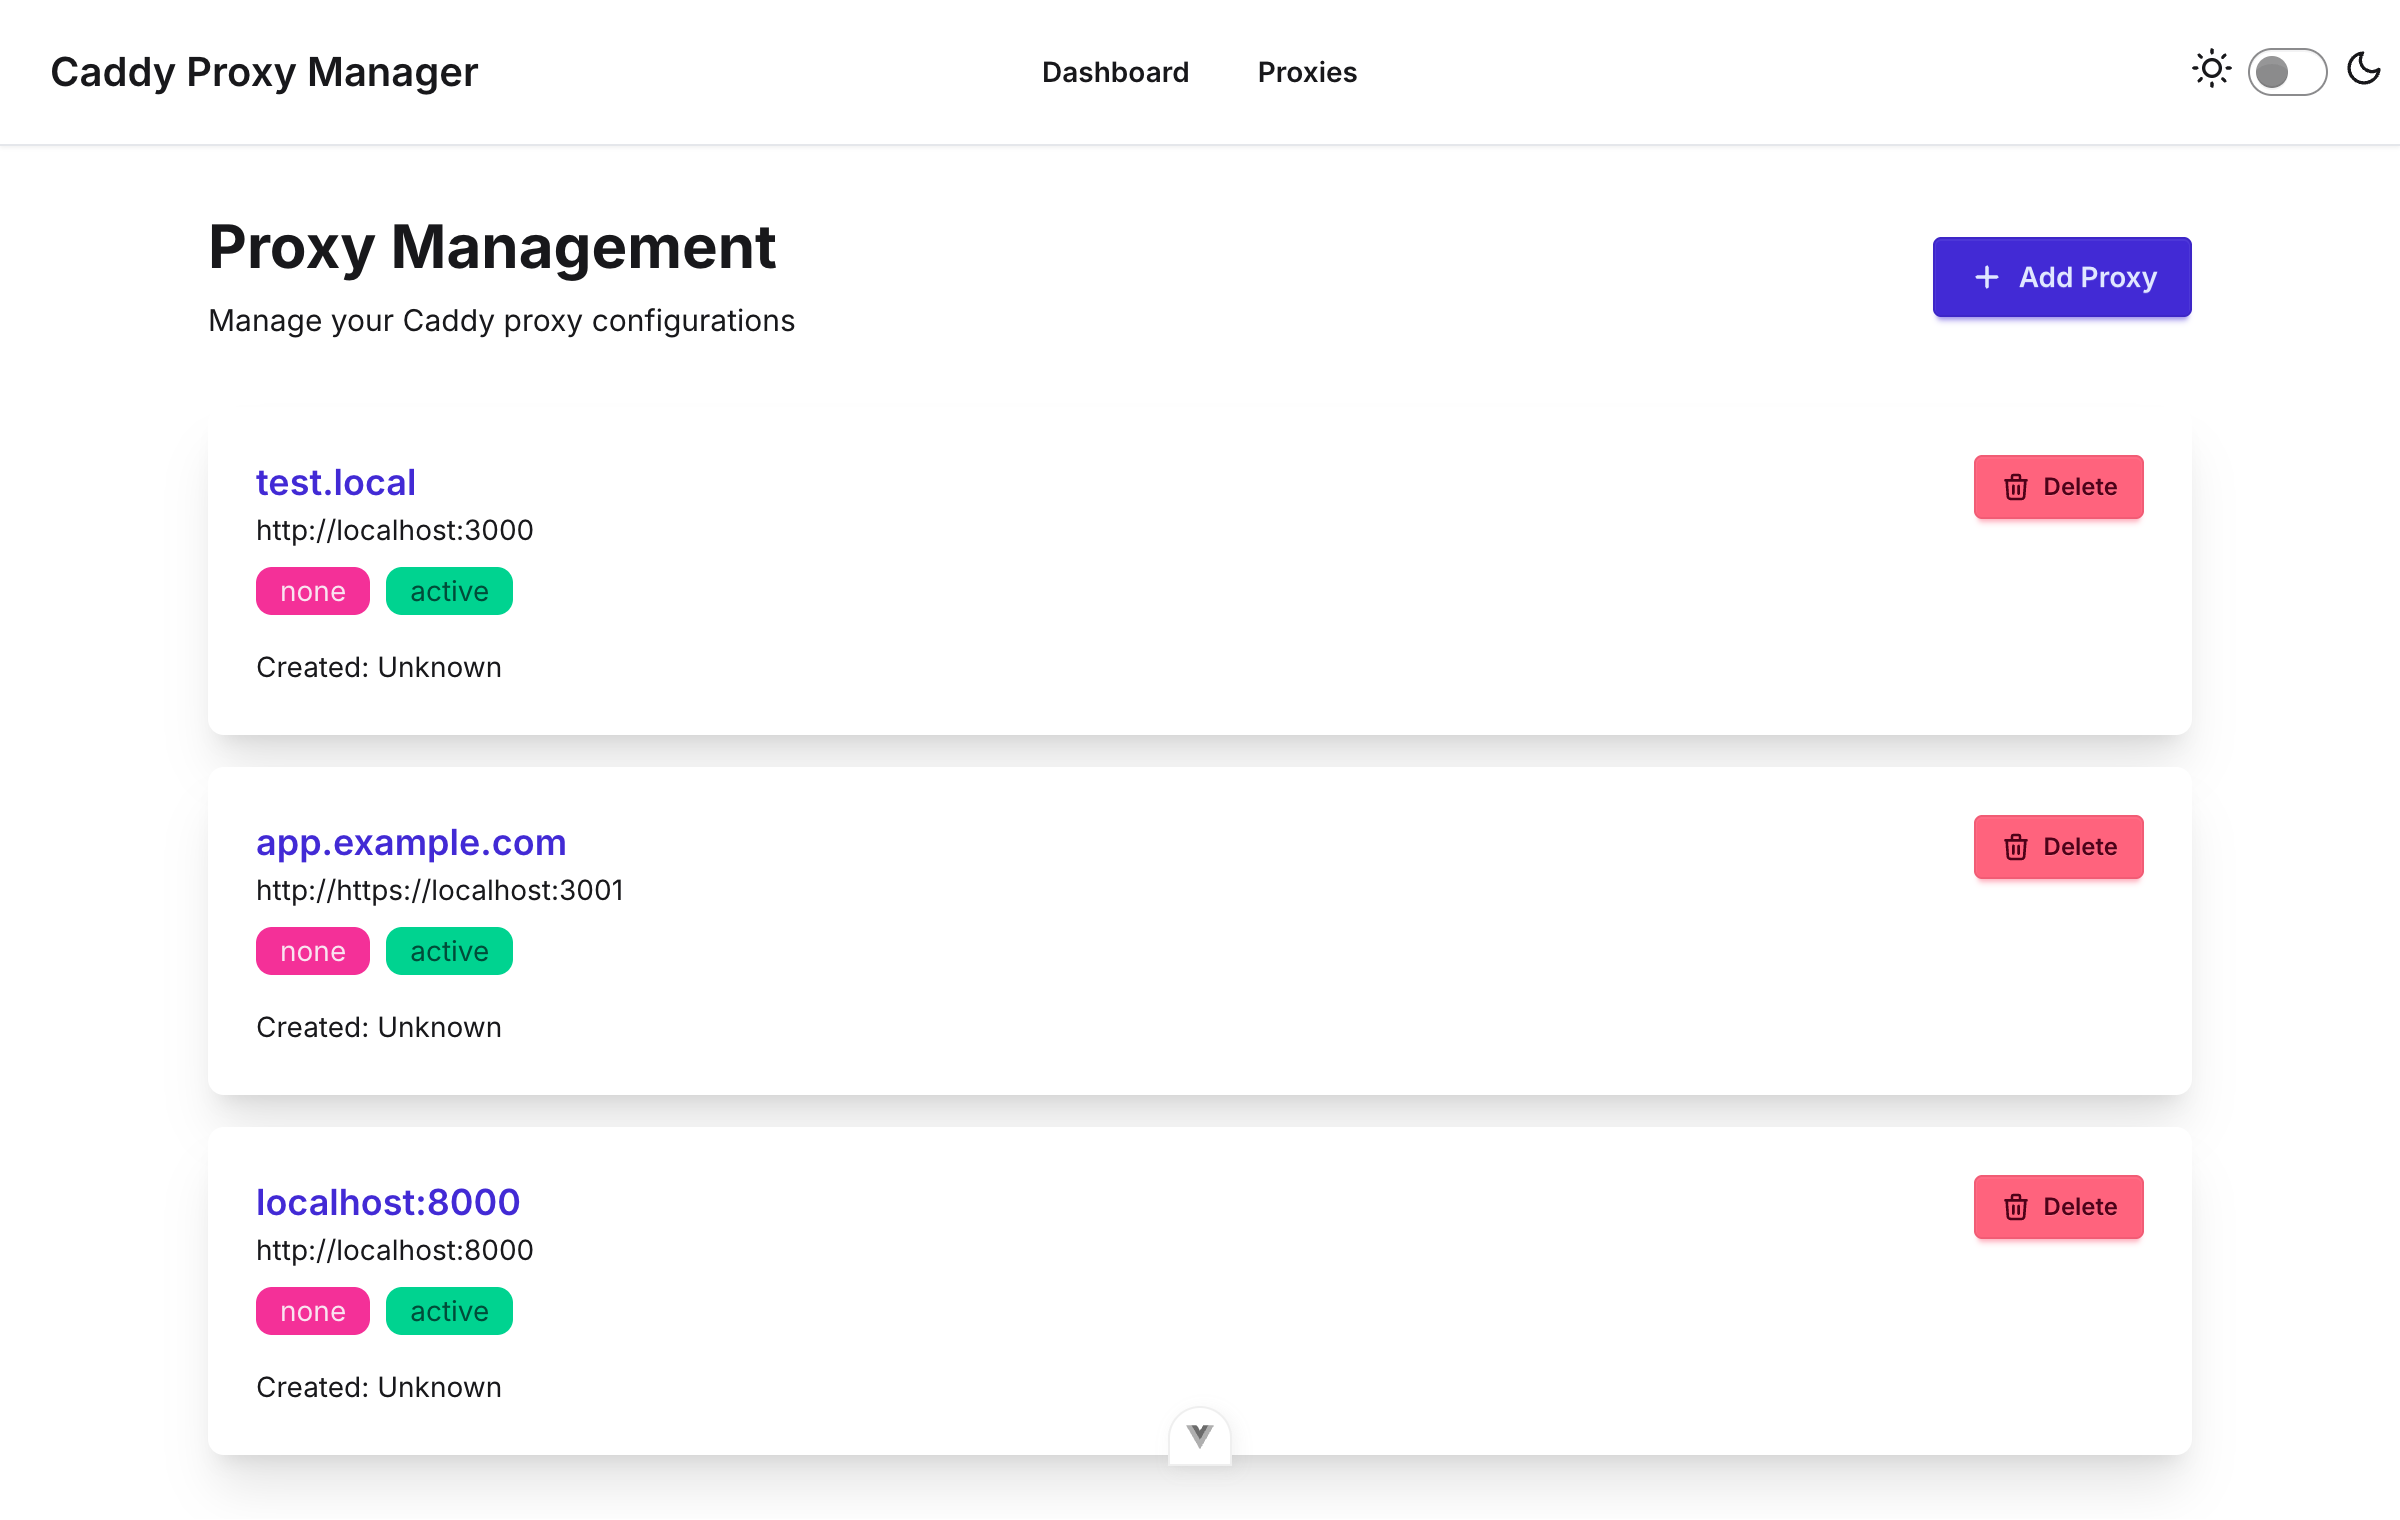 Caddy Proxy Manager
Dashboard
Proxies
Proxy Management
Manage your Caddy proxy configurations
Add Proxy
test.local
http://localhost:3000
none
active
Created: Unknown
Delete
app.example.com
http://https://localhost:3001
none
active
Created: Unknown
Delete
localhost:8000
http://localhost:8000
none
active
Created: Unknown
Delete